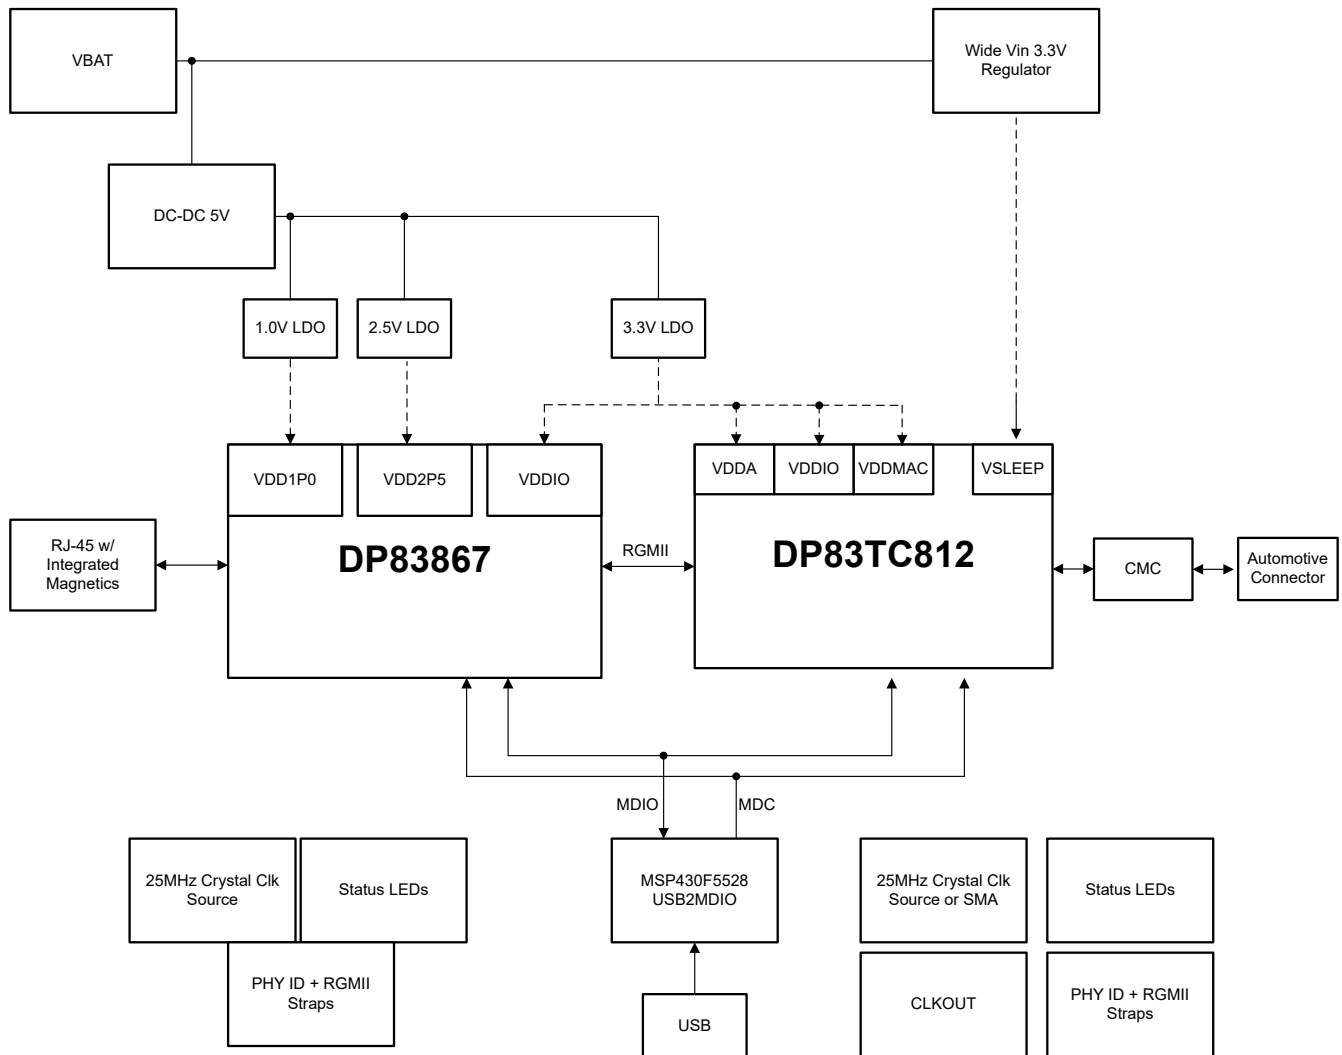 VBAT
Wide Vin 3.3V
Regulator
DC-DC 5V
1.0V LDO
2.5V LDO
3.3V LDO
VDD1P0
VDD2P5
VDDIO
VDDA
VDDIO
VDDMAC
VSLEEP
RJ-45 w/
Integrated
Magnetics
DP83867
RGMII
DP83TC812
CMC
Automotive
Connector
MDIO
MDC
25MHz Crystal Clk
Source
Status LEDs
PHY ID + RGMII
Straps
MSP430F5528
USB2MDIO
USB
25MHz Crystal Clk
Source or SMA
Status LEDs
CLKOUT
PHY ID + RGMII
Straps